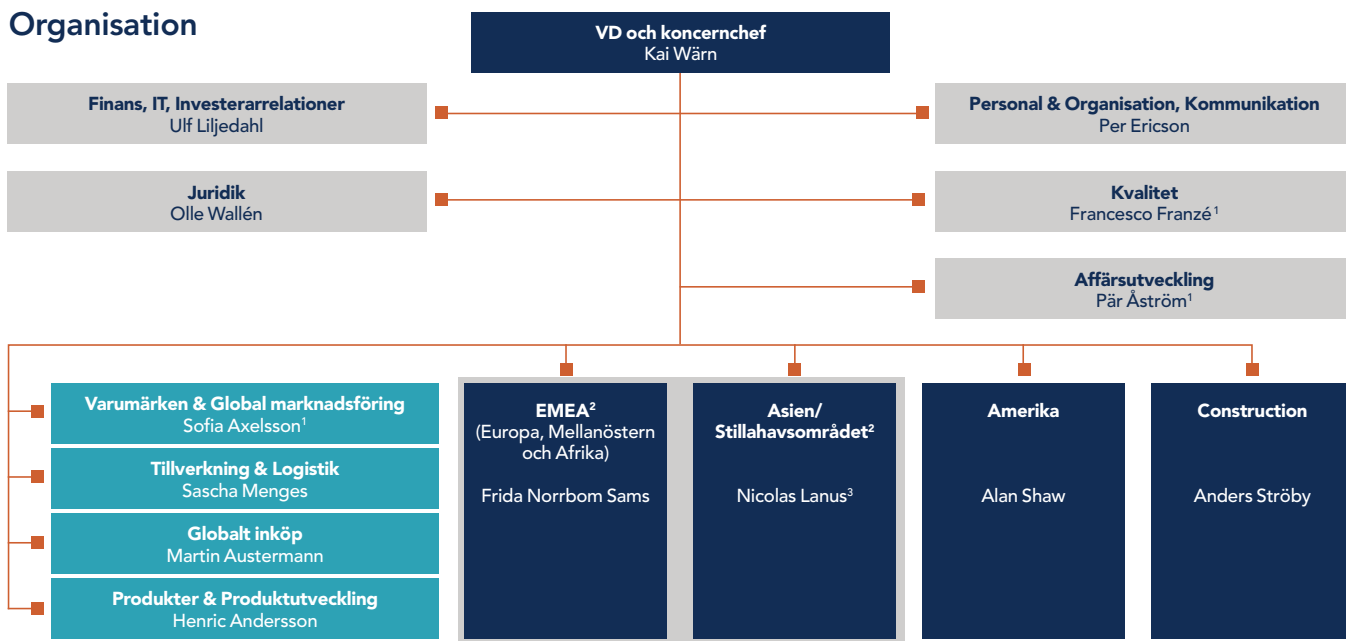 Organisation
VD och koncernchef
Kai Wärn
Finans, IT, Investerarrelationer
Ulf Liljedahl
Personal & Organisation, Kommunikation
Per Ericson
Juridik
Olle Wallén
Kvalitet
Francesco Franzé¹
Affärsutveckling
Pär Åström¹
Varumärken & Global marknadsföring
Sofia Axelsson¹
Tillverkning & Logistik
Sascha Menges
Globalt inköp
Martin Austermann
Produkter & Produktutveckling
Henric Andersson
EMEA²
(Europa, Mellanöstern
och Afrika)
Frida Norrbom Sams
Asien/
Stillahavsområdet²
Nicolas Lanus³
Amerika
Alan Shaw
Construction
Anders Ströby